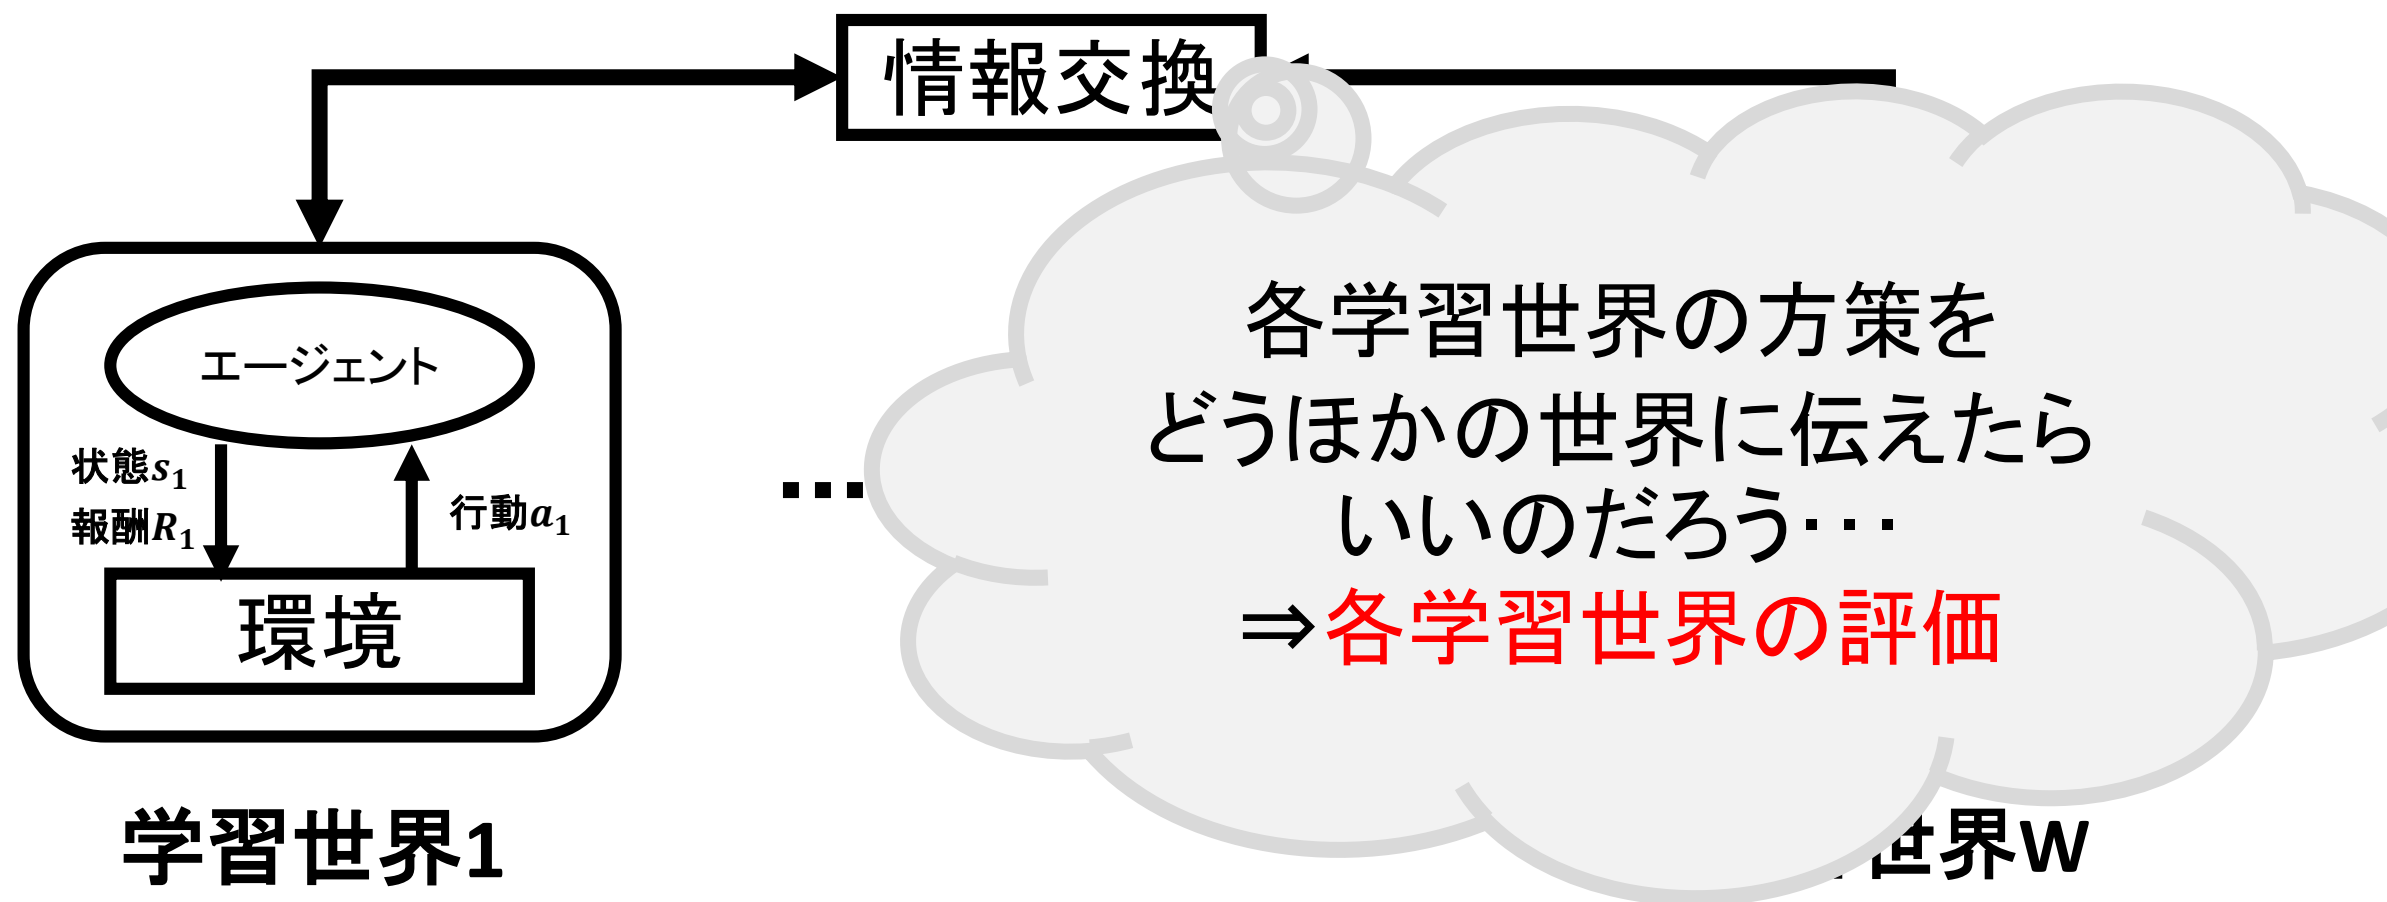 情報交換
エージェント
状態s₁
報酬R₁
行動a₁
環境
…
各学習世界の方策を
どうほかの世界に伝えたら
いいのだろう･･･
⇒各学習世界の評価
学習世界1
世界W